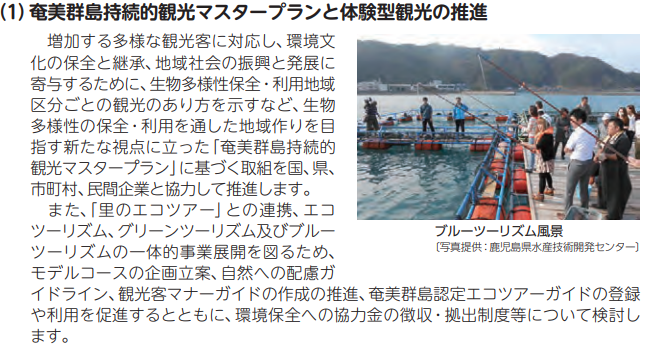 (1) 奄美群島持続的観光マスタープランと体験型観光の推進
増加する多様な観光客に対応し、環境文
化の保全と継承、地域社会の振興と発展に
寄与するために、生物多様性保全・利用地域
区分ごとの観光のあり方を示すなど、生物
多様性の保全・利用を通した地域作りを目
指す新たな視点に立った「奄美群島持続的
観光マスタープラン」に基づく取組を国、県、
市町村、民間企業と協力して推進します。
また、「里のエコツアー」との連携、エコ
ツーリズム、グリーンツーリズム及びブルー
ツーリズムの一体的事業展開を図るため、
モデルコースの企画立案、自然への配慮ガ
イドライン、観光客マナーガイドの作成の推進、奄美群島認定エコツアーガイドの登録
や利用を促進するとともに、環境保全への協力金の徴収・拠出制度等について検討し
ます。
ブルーツーリズム風景
〔写真提供：鹿児島県水産技術開発センター〕